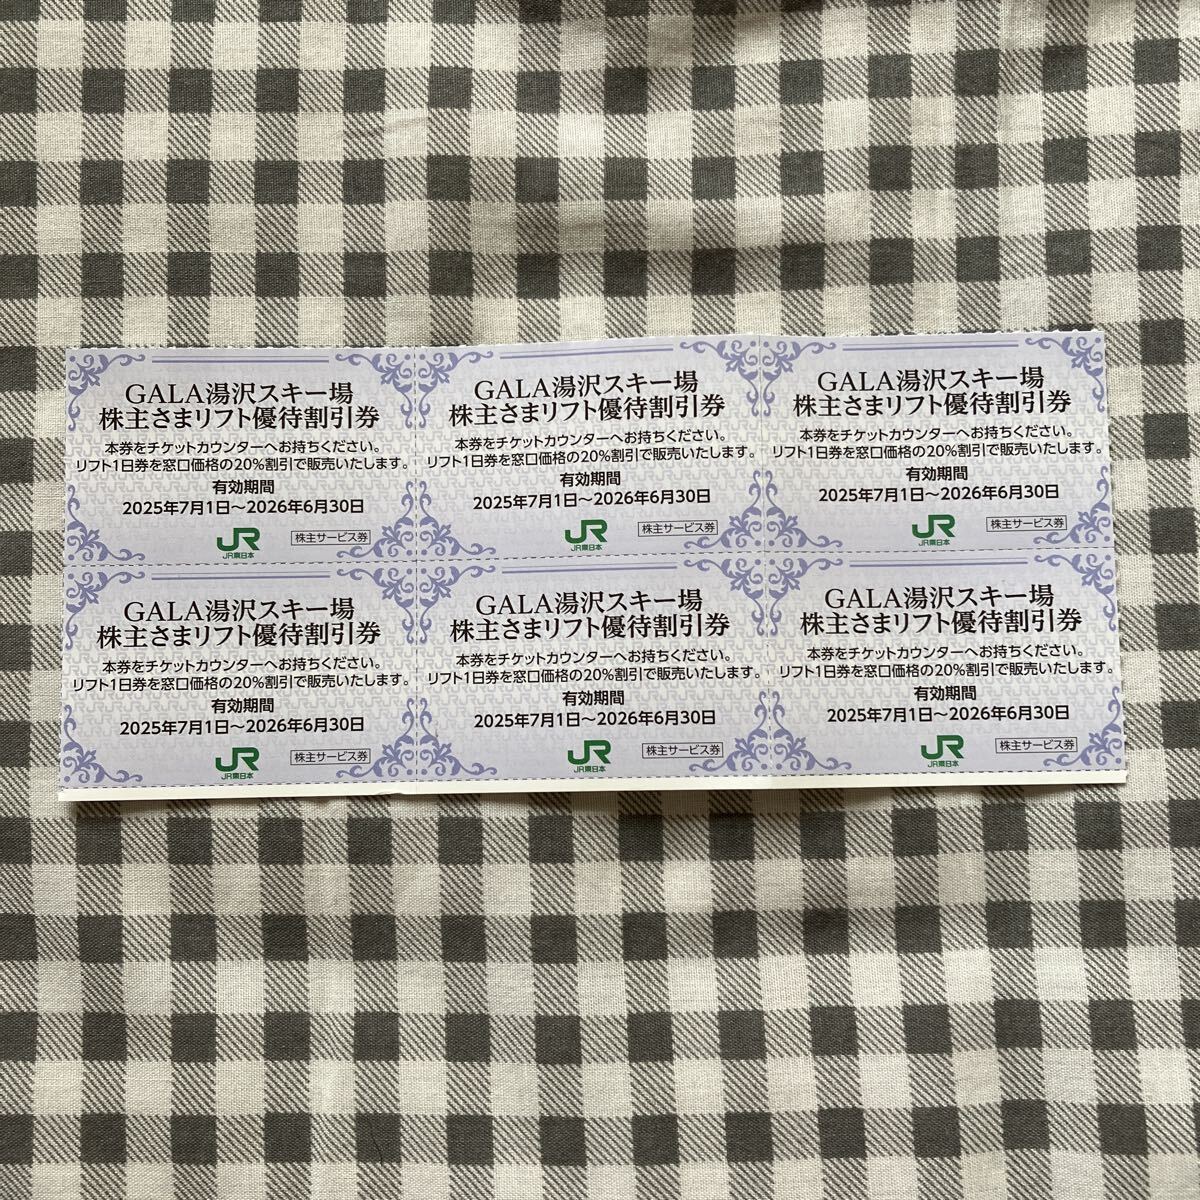 GALA湯沢スキー場
株主さまリフト優待割引券
本券をチケットカウンターへお持ちください。
リフト1日券を窓口価格の20%割引で販売いたします。
有効期間
2025年7月1日～2026年6月30日
JR
JR東日本
株主サービス券
GALA湯沢スキー場
株主さまリフト優待割引券
本券をチケットカウンターへお持ちください。
リフト1日券を窓口価格の20%割引で販売いたします。
有効期間
2025年7月1日～2026年6月30日
JR
JR東日本
株主サービス券
GALA湯沢スキー場
株主さまリフト優待割引券
本券をチケットカウンターへお持ちください。
リフト1日券を窓口価格の20%割引で販売いたします。
有効期間
2025年7月1日～2026年6月30日
JR
JR東日本
株主サービス券
GALA湯沢スキー場
株主さまリフト優待割引券
本券をチケットカウンターへお持ちください。
リフト1日券を窓口価格の20%割引で販売いたします。
有効期間
2025年7月1日～2026年6月30日
JR
JR東日本
株主サービス券
GALA湯沢スキー場
株主さまリフト優待割引券
本券をチケットカウンターへお持ちください。
リフト1日券を窓口価格の20%割引で販売いたします。
有効期間
2025年7月1日～2026年6月30日
JR
JR東日本
株主サービス券
GALA湯沢スキー場
株主さまリフト優待割引券
本券をチケットカウンターへお持ちください。
リフト1日券を窓口価格の20%割引で販売いたします。
有効期間
2025年7月1日～2026年6月30日
JR
JR東日本
株主サービス券